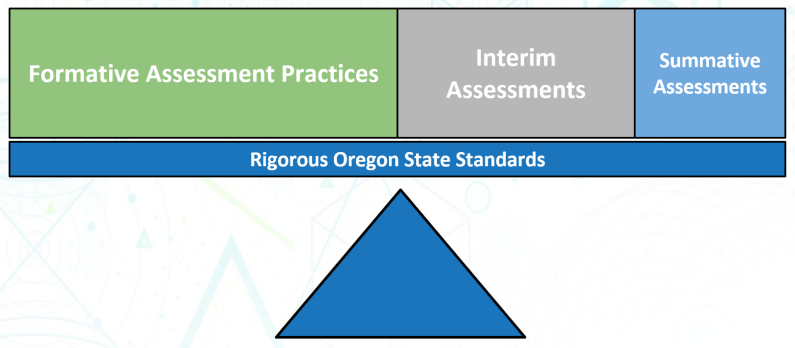 Formative Assessment Practices
Interim
Assessments
Summative
Assessments
Rigorous Oregon State Standards